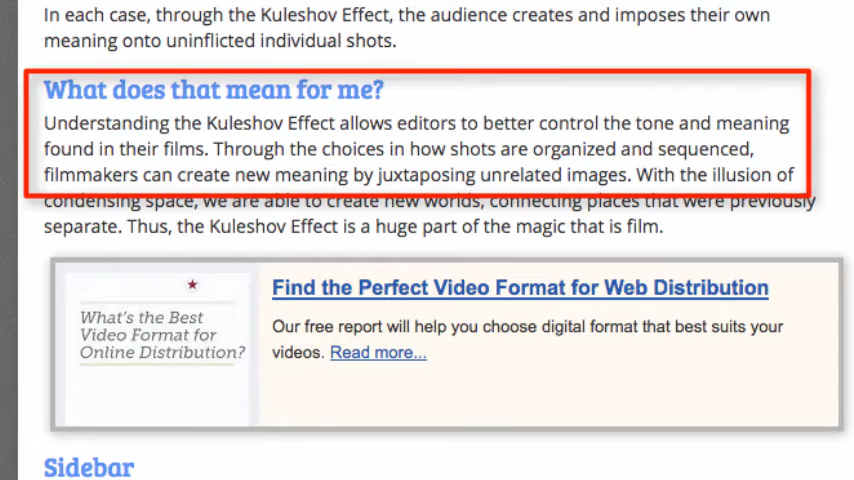 In each case, through the Kuleshov Effect, the audience creates and imposes their own
meaning onto uninflicted individual shots.
What does that mean for me?
Understanding the Kuleshov Effect allows editors to better control the tone and meaning
found in their films. Through the choices in how shots are organized and sequenced,
filmmakers can create new meaning by juxtaposing unrelated images. With the illusion of
condensing space, we are able to create new worlds, connecting places that were previously
separate. Thus, the Kuleshov Effect is a huge part of the magic that is film.
What's the Best
Video Format for
Online Distribution?
Find the Perfect Video Format for Web Distribution
Our free report will help you choose digital format that best suits your
videos. Read more...
Sidebar